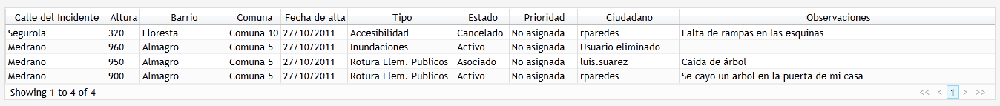 Calle del Incidente Altura Barrio Comuna Fecha de alta Tipo Estado Prioridad Ciudadano Observaciones
Segurola 320 Floresta Comuna 10 27/10/2011 Accesibilidad Cancelado No asignada rparedes Falta de rampas en las esquinas
Medrano 960 Almagro Comuna 5 27/10/2011 Inundaciones Activo No asignada Usuario eliminado
Medrano 950 Almagro Comuna 5 27/10/2011 Rotura Elem. Publicos Asociado No asignada luis.suarez Caida de árbol
Medrano 900 Almagro Comuna 5 27/10/2011 Rotura Elem. Publicos Activo No asignada rparedes Se cayo un arbol en la puerta de mi casa
Showing 1 to 4 of 4 << < 1 > >>